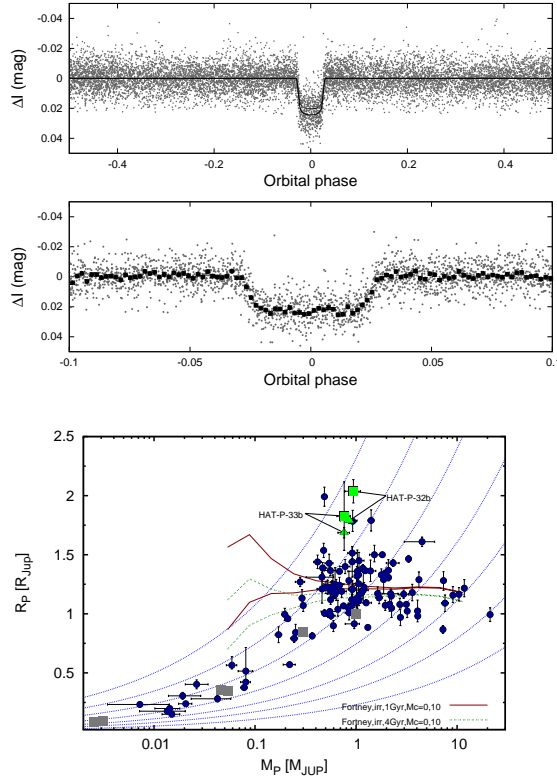 -0.04
-0.02
0
0.02
0.04
ΔI (mag)
-0.4 -0.2 0 0.2 0.4
Orbital phase
-0.04
-0.02
0
0.02
0.04
ΔI (mag)
-0.1 -0.05 0 0.05 0.1
Orbital phase
2.5
2
1.5
1
0.5
R_P [R_JUP]
HAT-P-33b
HAT-P-32b
Fortney,irr,1Gyr,Mc=0,10
Fortney,irr,4Gyr,Mc=0,10
0.01 0.1 1 10
M_P [M_JUP]